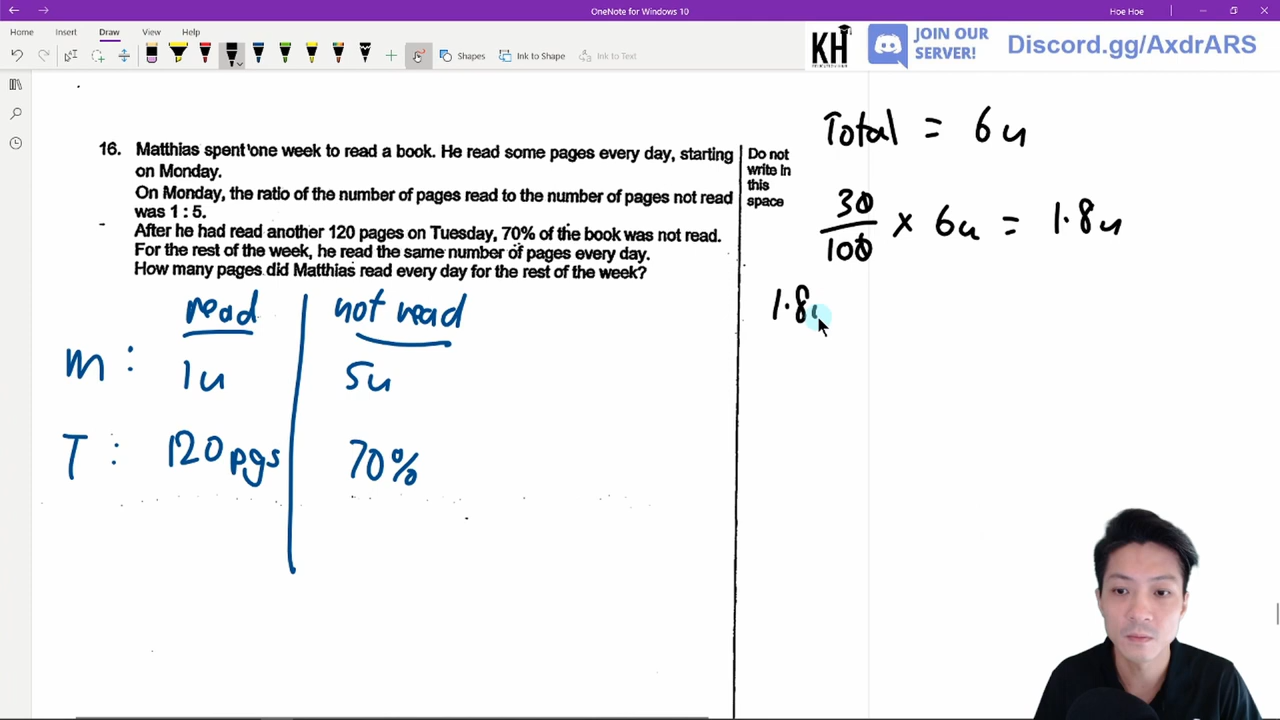 OneNote for Windows 10
Hoe Hoe
Home Insert Draw View Help
Shapes
Ink to Shape
Ink to Text
KH
JOIN OUR
SERVER!
Discord.gg/AxdrARS
16. Matthias spent one week to read a book. He read some pages every day, starting
on Monday.
On Monday, the ratio of the number of pages read to the number of pages not read
was 1 : 5.
After he had read another 120 pages on Tuesday, 70% of the book was not read.
For the rest of the week, he read the same number of pages every day.
How many pages did Matthias read every day for the rest of the week?
Do not
write in
this
space
read not read
M : 1u 5u
T : 120 pgs 70%
Total = 6u
30/100 × 6u = 1.8u
1.8